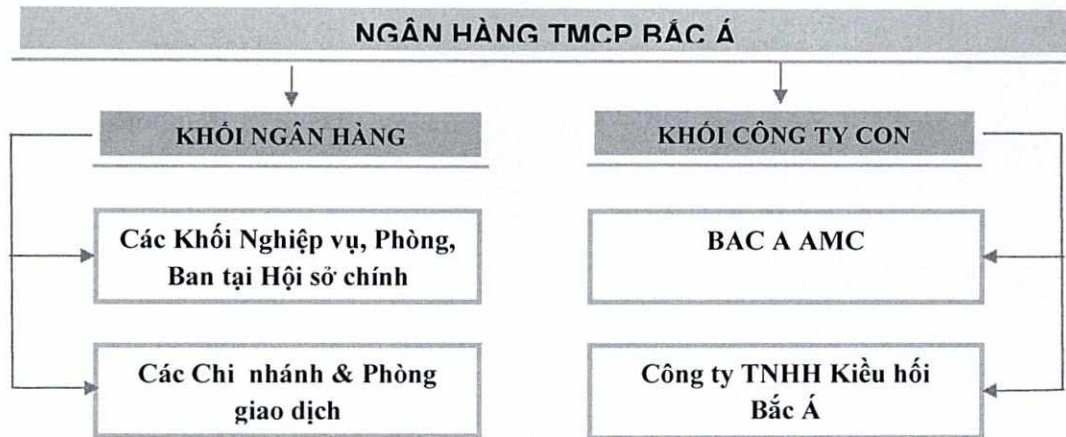 NGÂN HÀNG TMCP BẮC Á
KHỐI NGÂN HÀNG
KHỐI CÔNG TY CON
Các Khối Nghiệp vụ, Phòng,
Ban tại Hội sở chính
BAC A AMC
Các Chi nhánh & Phòng
giao dịch
Công ty TNHH Kiều hối
Bắc Á